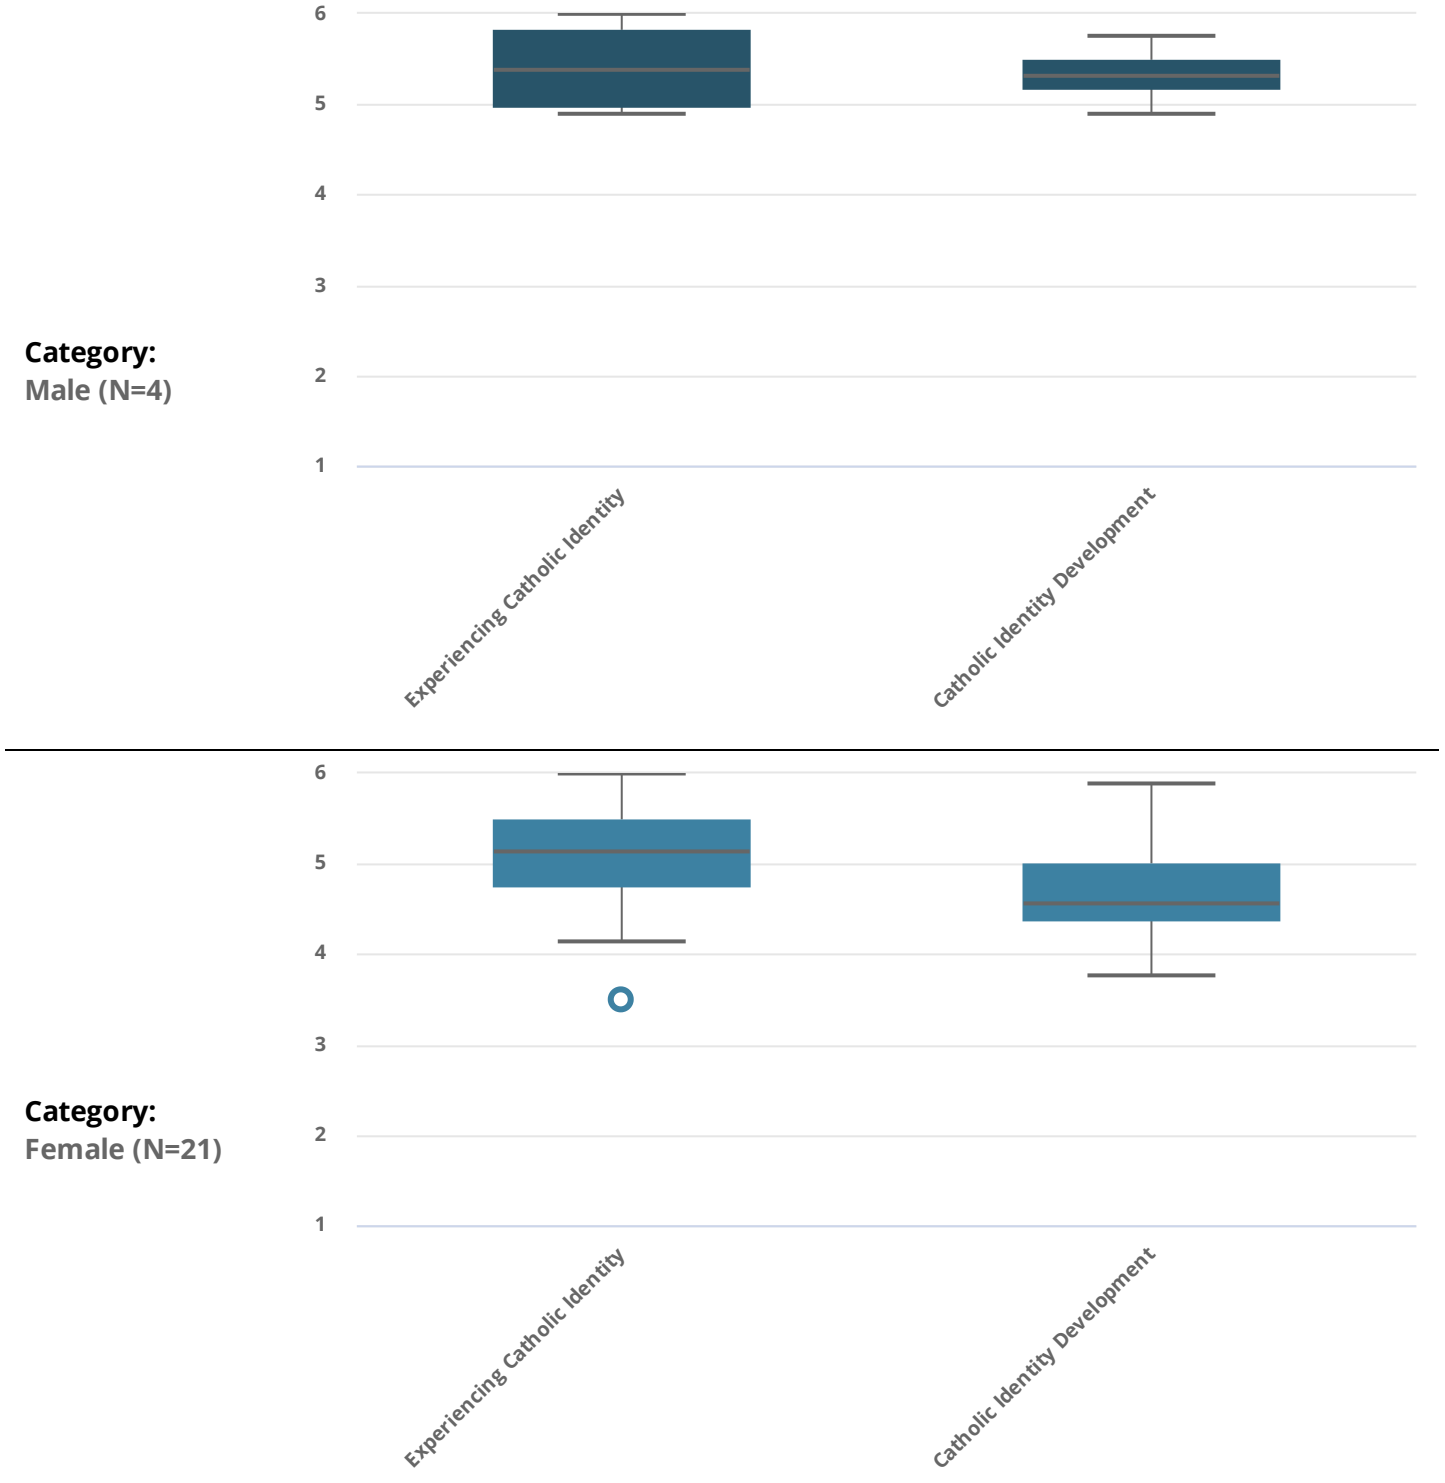 6
5
4
3
Category:
Male (N=4)
2
1
Experiencing Catholic Identity
Catholic Identity Development
6
5
4
3
Category:
Female (N=21)
2
1
Experiencing Catholic Identity
Catholic Identity Development